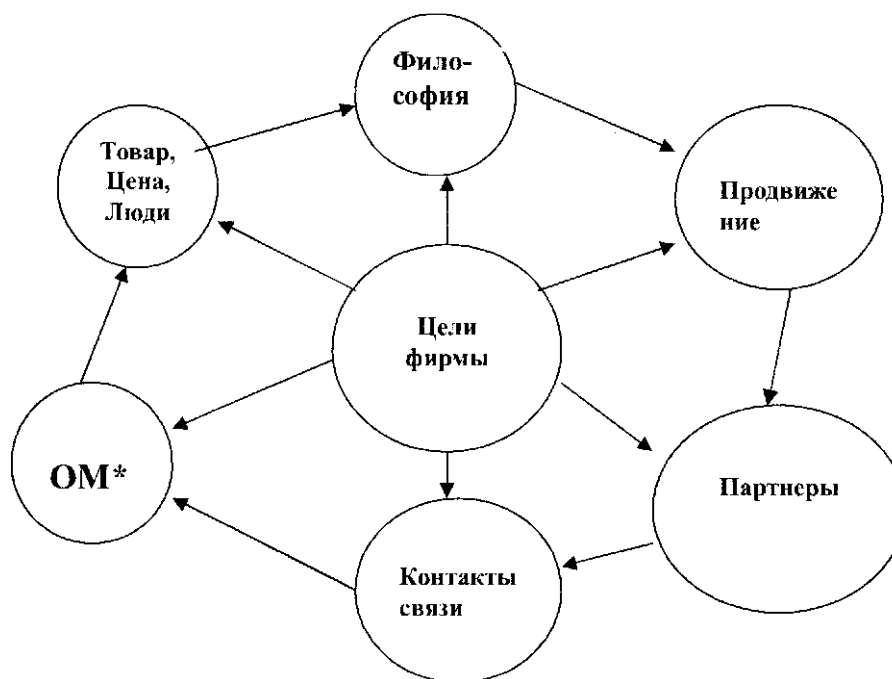 Фило-
софия
Товар,
Цена,
Люди
Продвиже
ние
Цели
фирмы
ОМ*
Партнеры
Контакты
связи